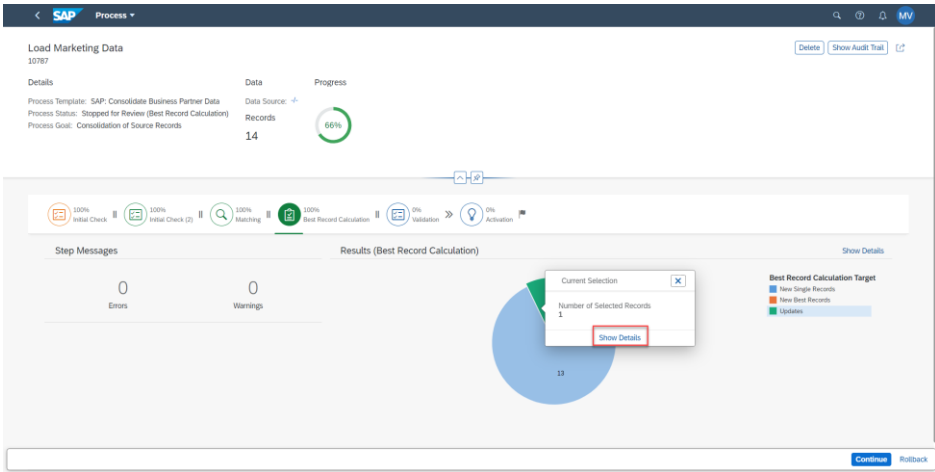 SAP Process
MV
Load Marketing Data
10787
Delete Show Audit Trail
Details
Process Template: SAP: Consolidate Business Partner Data
Process Status: Stopped for Review (Best Record Calculation)
Process Goal: Consolidation of Source Records
Data
Data Source:
Records
14
Progress
66%
100%
Initial Check
100%
Initial Check (2)
100%
Matching
100%
Best Record Calculation
0%
Validation
0%
Activation
Step Messages
0
Errors
0
Warnings
Results (Best Record Calculation)
Show Details
Current Selection
Number of Selected Records
1
Show Details
13
Best Record Calculation Target
New Single Records
New Best Records
Updates
Continue Rollback